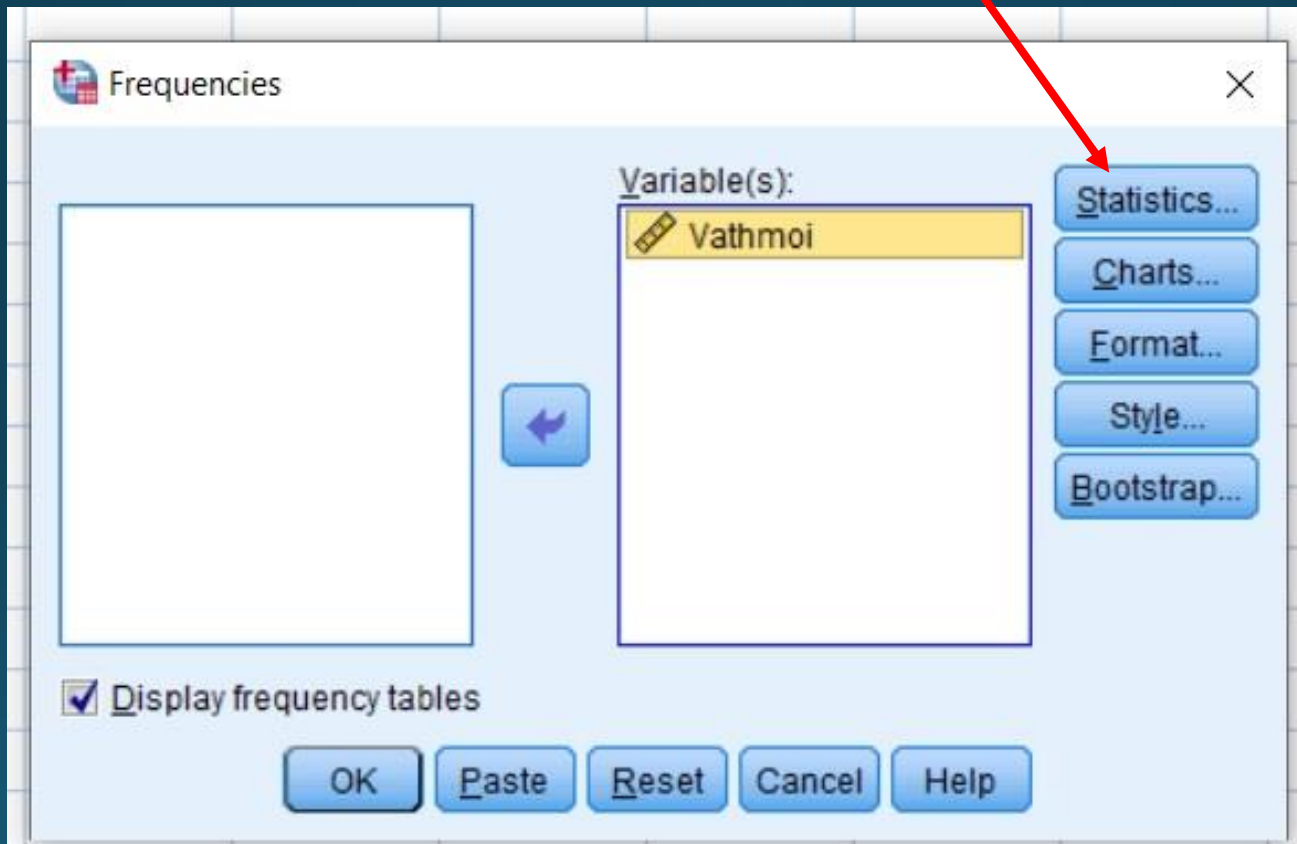 Frequencies
Variable(s):
Vathmoi
Statistics...
Charts...
Format...
Style...
Bootstrap...
Display frequency tables
OK Paste Reset Cancel Help